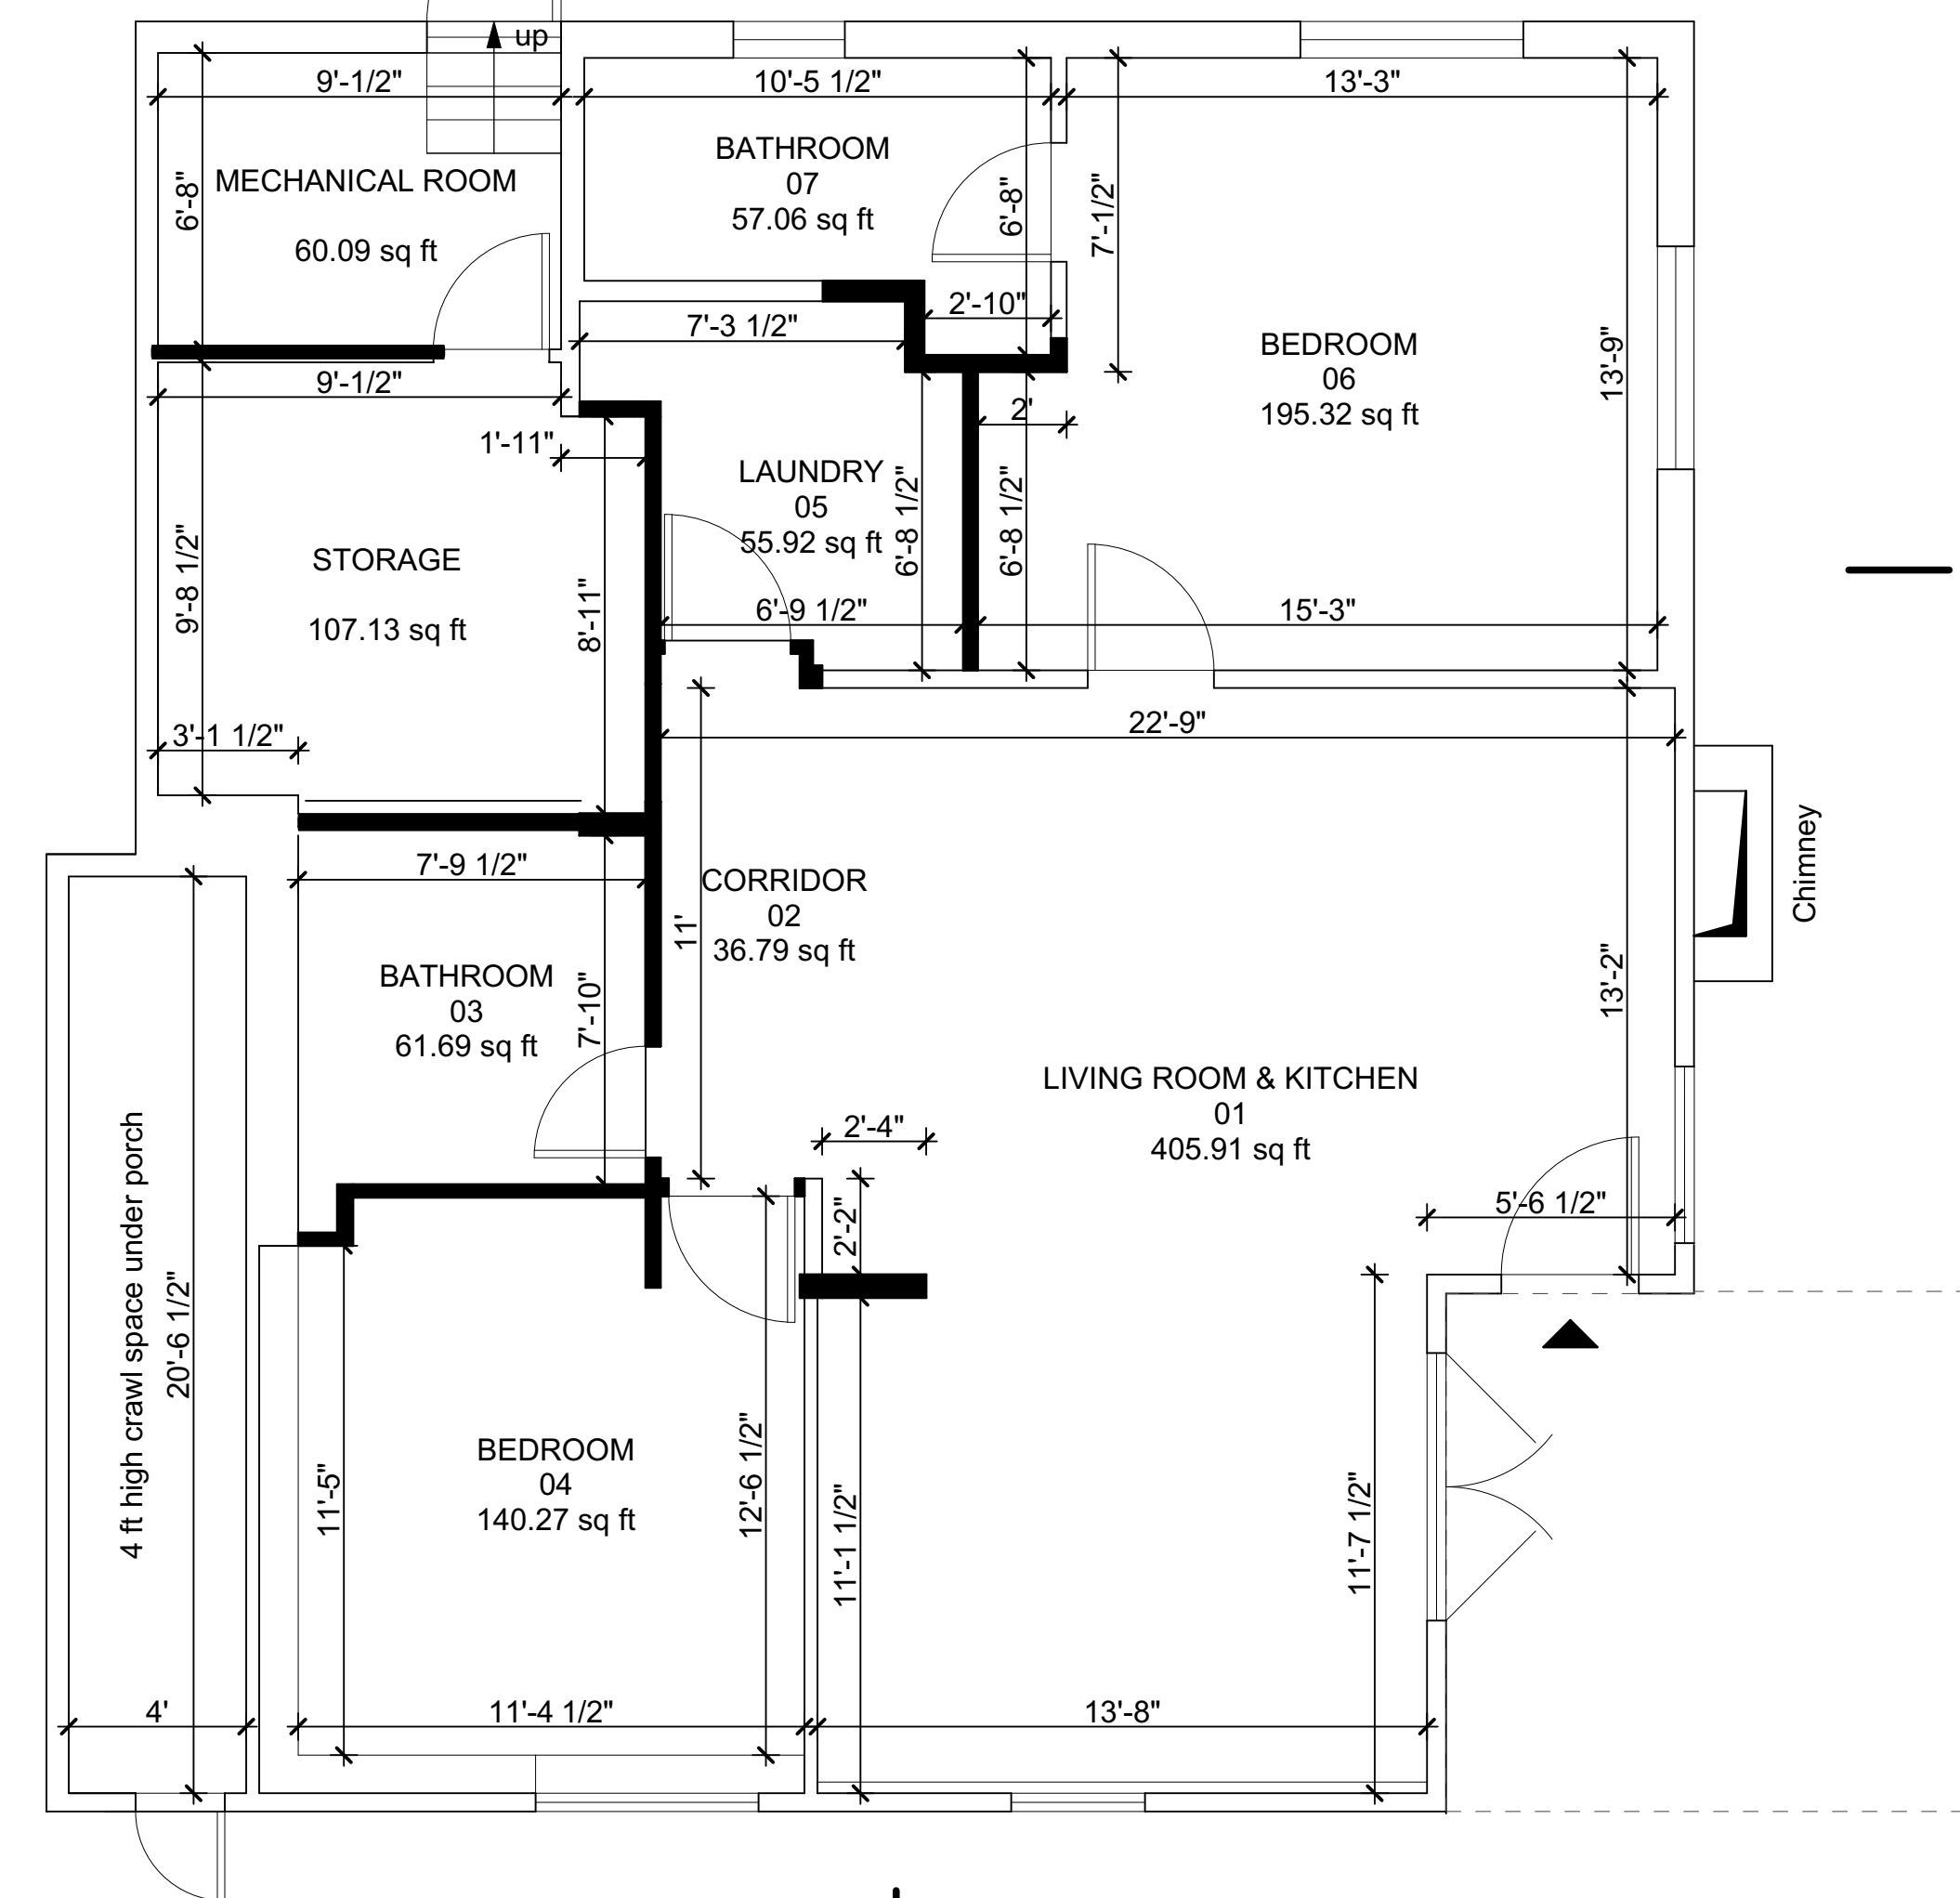 up
9'-1/2"
10'-5 1/2"
13'-3"
6'-8"
MECHANICAL ROOM
60.09 sq ft
BATHROOM
07
57.06 sq ft
6'-8"
7'-1/2"
2'-10"
7'-3 1/2"
BEDROOM
06
195.32 sq ft
13'-9"
9'-1/2"
1'-11"
2'
LAUNDRY
05
55.92 sq ft
6'-8 1/2"
6'-8 1/2"
STORAGE
107.13 sq ft
9'-8 1/2"
8'-11"
6'-9 1/2"
15'-3"
3'-1 1/2"
22'-9"
Chimney
7'-9 1/2"
CORRIDOR
02
36.79 sq ft
11'
13'-2"
BATHROOM
03
61.69 sq ft
7'-10"
LIVING ROOM & KITCHEN
01
405.91 sq ft
2'-4"
2'-2"
5'-6 1/2"
4 ft high crawl space under porch
20'-6 1/2"
BEDROOM
04
140.27 sq ft
11'-5"
12'-6 1/2"
11'-1 1/2"
11'-7 1/2"
4'
11'-4 1/2"
13'-8"